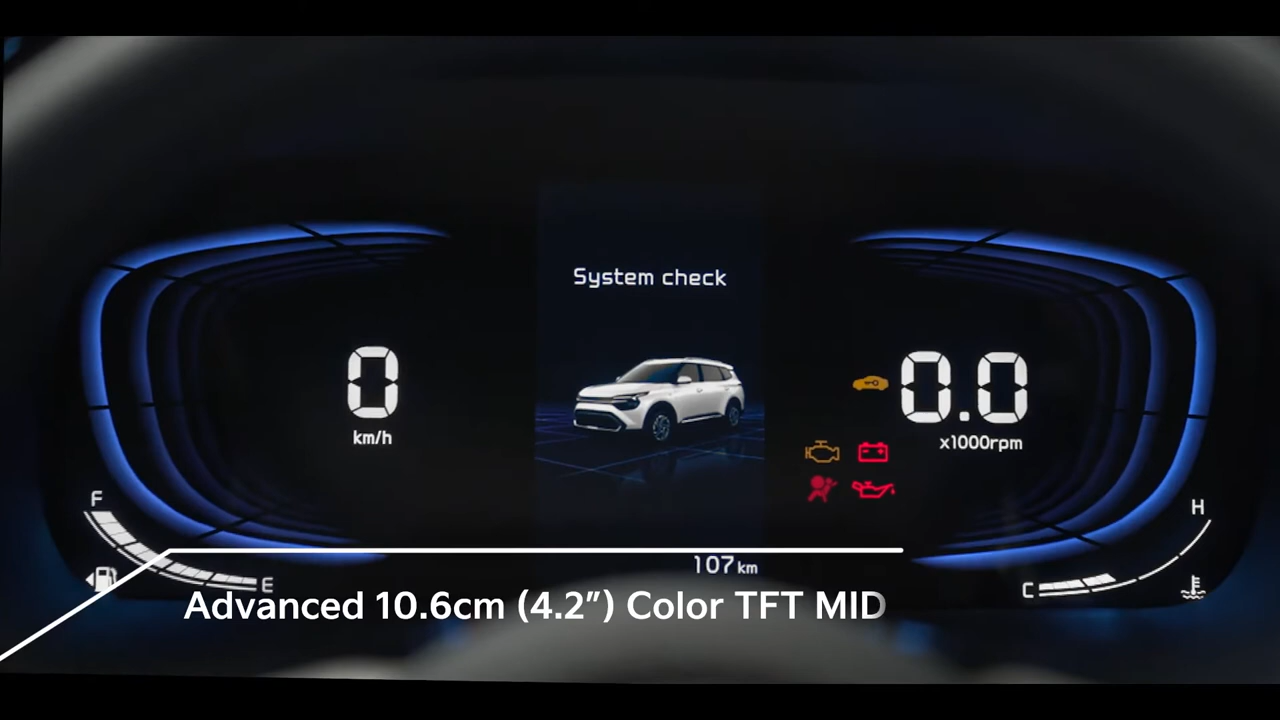 System check
0
0.0
km/h
x1000rpm
F
H
E
C
107km
Advanced 10.6cm (4.2”) Color TFT MID